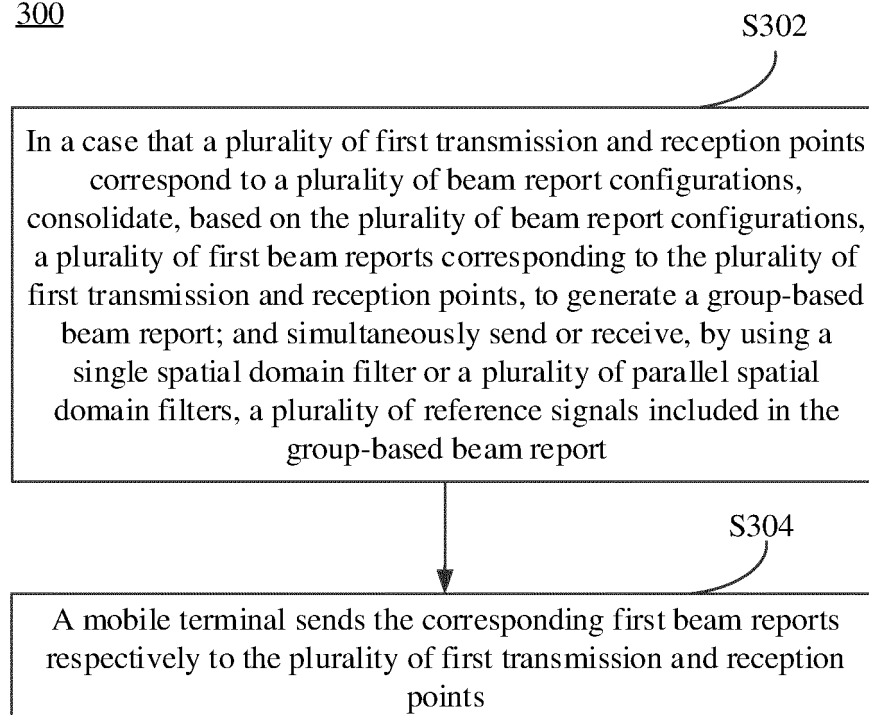 300
S302
In a case that a plurality of first transmission and reception points
correspond to a plurality of beam report configurations,
consolidate, based on the plurality of beam report configurations,
a plurality of first beam reports corresponding to the plurality of
first transmission and reception points, to generate a group-based
beam report; and simultaneously send or receive, by using a
single spatial domain filter or a plurality of parallel spatial
domain filters, a plurality of reference signals included in the
group-based beam report
S304
A mobile terminal sends the corresponding first beam reports
respectively to the plurality of first transmission and reception
points